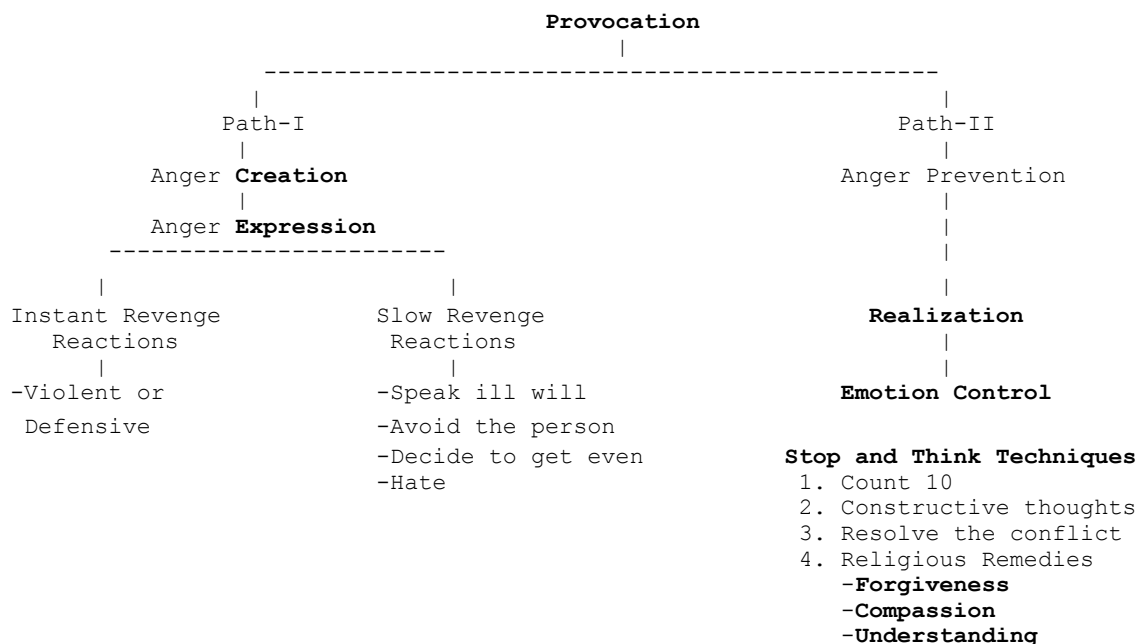 Provocation
Path-I Path-II
Anger Creation Anger Prevention
Anger Expression
Instant Revenge Slow Revenge Realization
Reactions Reactions
-Violent or -Speak ill will Emotion Control
Defensive -Avoid the person
-Decide to get even Stop and Think Techniques
-Hate 1. Count 10
2. Constructive thoughts
3. Resolve the conflict
4. Religious Remedies
-Forgiveness
-Compassion
-Understanding